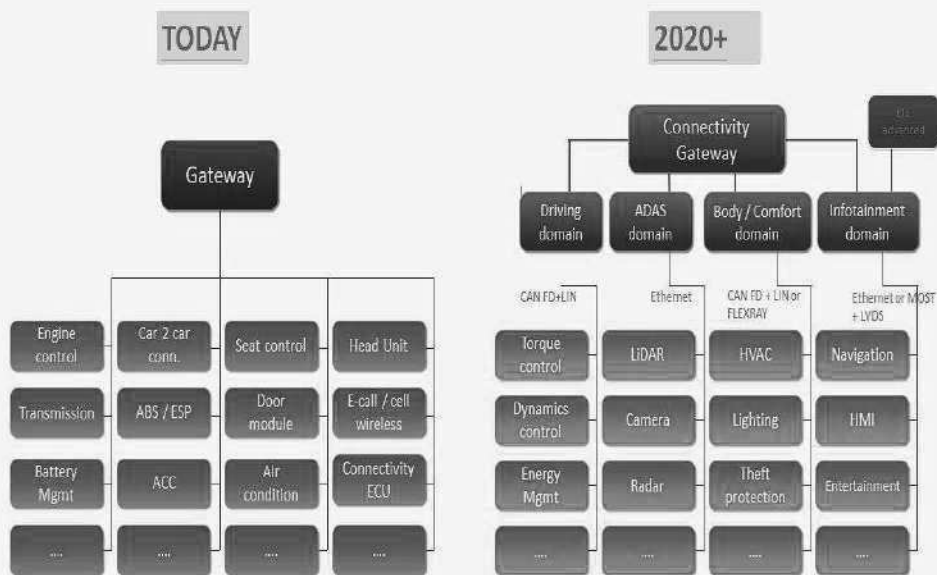 TODAY
Gateway
Engine
control
Car 2 car
conn.
Seat control
Head Unit
Transmission
ABS / ESP
Door
module
E-call / cell
wireless
Battery
Mgmt
ACC
Air
condition
Connectivity
ECU
....
....
....
....
2020+
Connectivity
Gateway
advanced
Driving
domain
ADAS
domain
Body / Comfort
domain
Infotainment
domain
CAN FD+LIN
Ethernet
CAN FD + LIN or
FLEXRAY
Ethernet or MOST
+ LVDS
Torque
control
LiDAR
HVAC
Navigation
Dynamics
control
Camera
Lighting
HMI
Energy
Mgmt
Radar
Theft
protection
Entertainment
....
....
....
....